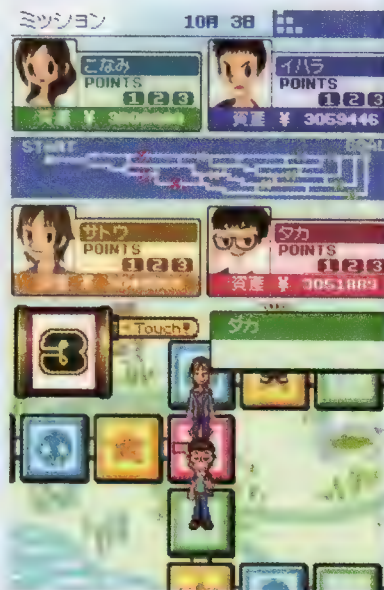 ミッション 10月 3日
こなみ
POINTS
1 2 3
資産 ¥
イハラ
POINTS
1 2 3
資産 ¥ 3059446
START
サトウ
POINTS
1 2 3
タカ
POINTS
1 2 3
資産 ¥ 3051889
3
Touch!
タカ